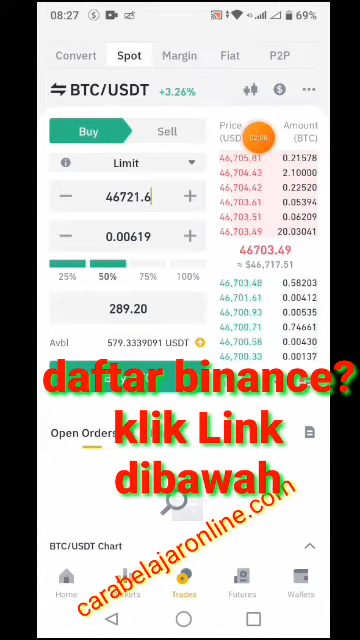 08:27 69%
Convert Spot Margin Fiat P2P
BTC/USDT +3.26%
Buy Sell
Limit
46721.6
0.00619
25% 50% 75% 100%
289.20
Avbl 579.3339091 USDT
Price Amount
(USD (BTC)
02:08
46,705.81 0.21578
46,704.43 2.10000
46,704.42 0.22520
46,703.61 0.05394
46,703.51 0.06209
46,703.49 20.03041
46703.49
≈ $46,717.51
46,703.48 0.58203
46,701.61 0.00412
46,700.93 0.00535
46,700.71 0.74661
46,700.58 0.00430
46,700.33 0.00137
daftar binance?
klik Link
dibawah
Open Orders
carabelajaronline.com
BTC/USDT Chart
Home Markets Trades Futures Wallets